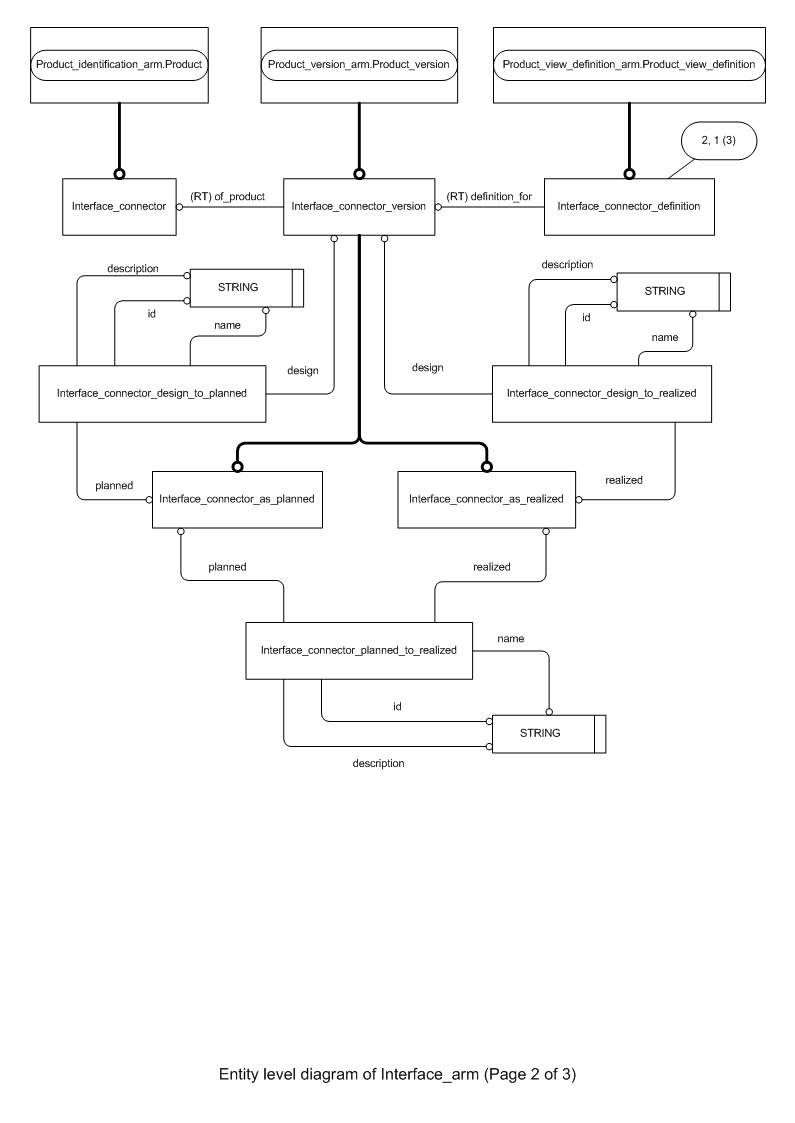 Product_identification_arm.Product
Product_version_arm.Product_version
Product_view_definition_arm.Product_view_definition
2, 1 (3)
Interface_connector
(RT) of_product
Interface_connector_version
(RT) definition_for
Interface_connector_definition
description
STRING
id
name
description
STRING
id
name
design
design
Interface_connector_design_to_planned
Interface_connector_design_to_realized
planned
realized
Interface_connector_as_planned
Interface_connector_as_realized
planned
realized
Interface_connector_planned_to_realized
name
id
STRING
description
Entity level diagram of Interface_arm (Page 2 of 3)